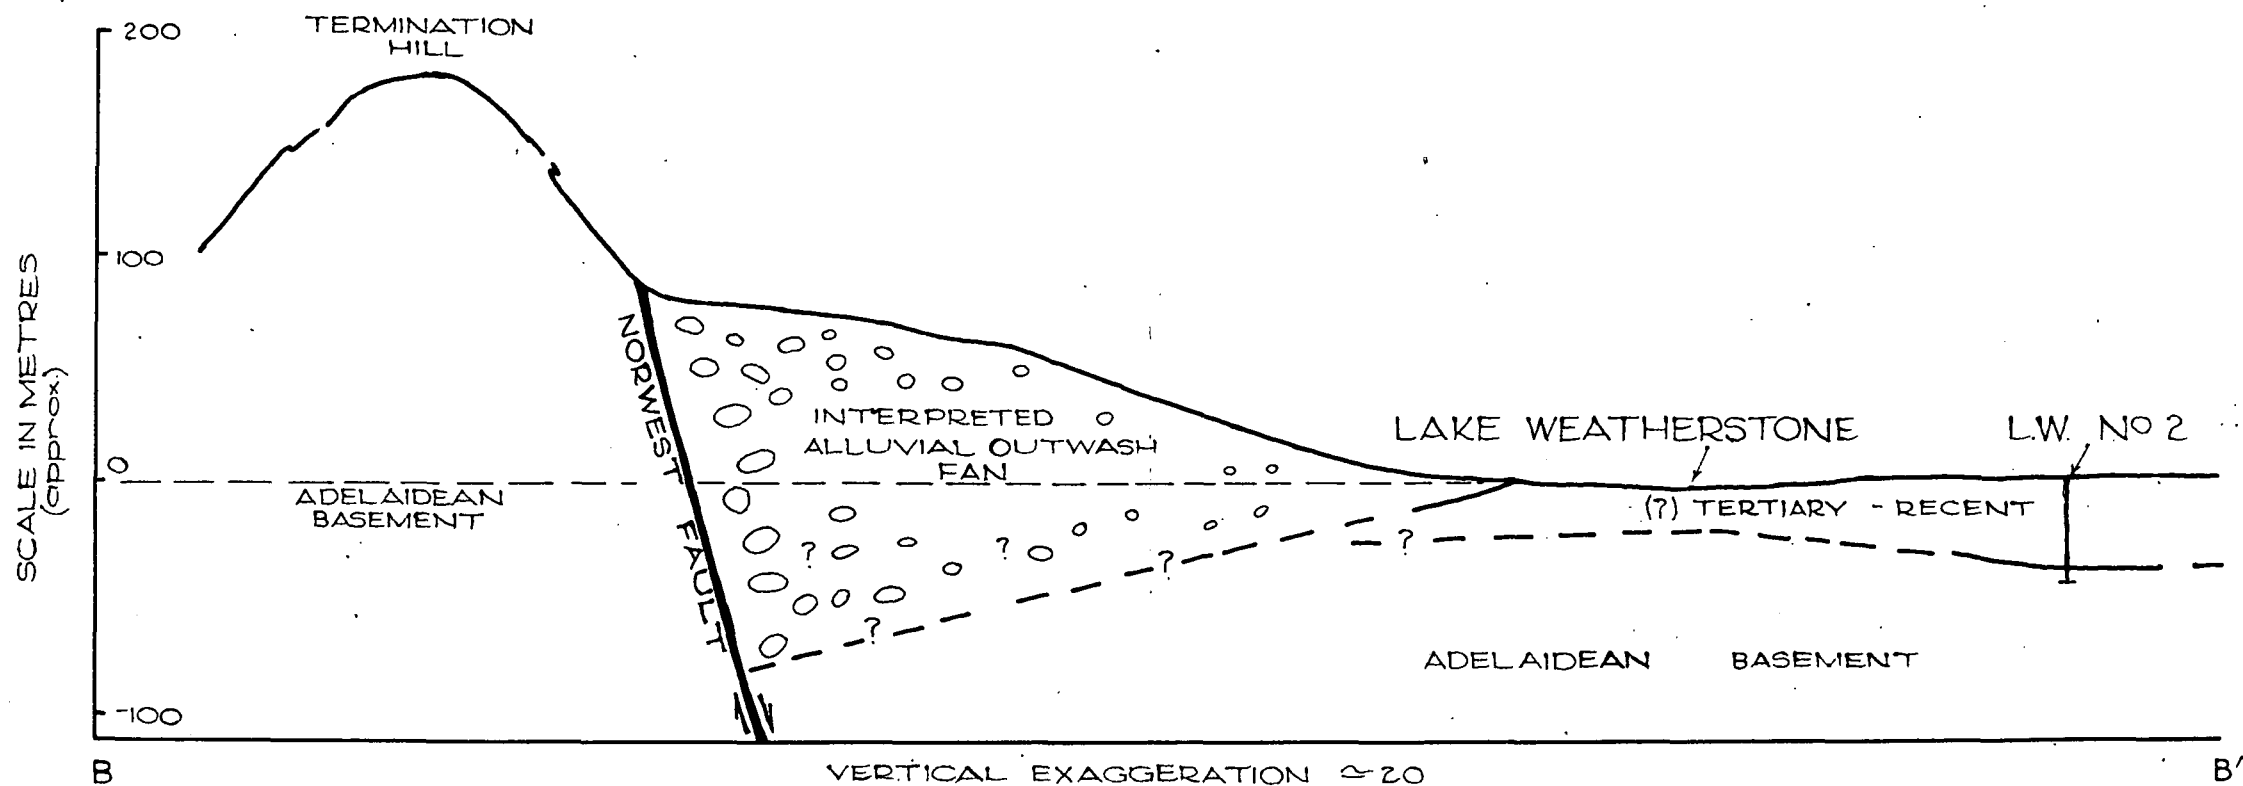 200
TERMINATION
HILL
100
SCALE IN METRES
(approx.)
0
-100
NORWEST FAULT
INTERPRETED
ALLUVIAL OUTWASH
FAN
ADELAIDEAN
BASEMENT
LAKE WEATHERSTONE
L.W. No 2
(?) TERTIARY - RECENT
?
?
?
?
?
ADELAIDEAN BASEMENT
B
VERTICAL EXAGGERATION ≃20
B'